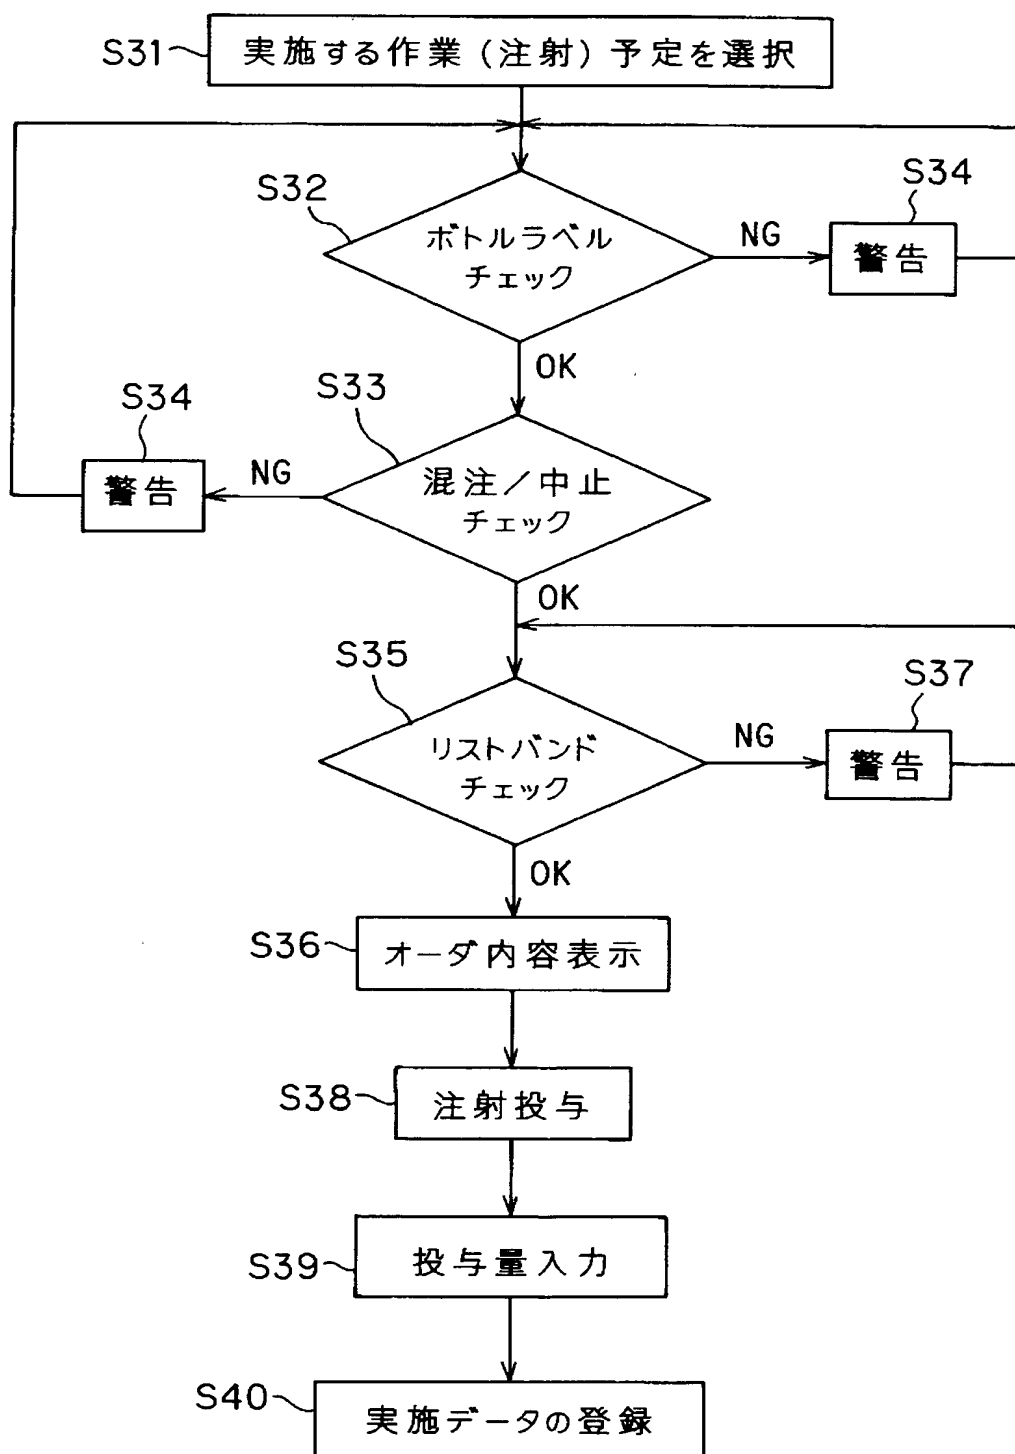 S31
実施する作業(注射)予定を選択
S32
ボトルラベル
チェック
NG
S34
警告
OK
S33
混注/中止
チェック
NG
S34
警告
OK
S35
リストバンド
チェック
NG
S37
警告
OK
S36
オーダ内容表示
S38
注射投与
S39
投与量入力
S40
実施データの登録